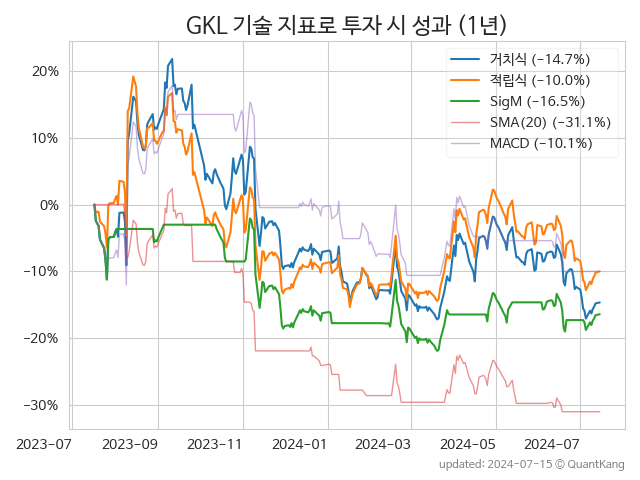 GKL 기술 지표로 투자 시 성과 (1년)
거치식 (−14.7%)
적립식 (−10.0%)
SigM (−16.5%)
SMA(20) (−31.1%)
MACD (−10.1%)
20%
10%
0%
−10%
−20%
−30%
2023-07 2023-09 2023-11 2024-01 2024-03 2024-05 2024-07
updated: 2024-07-15 © QuantKang